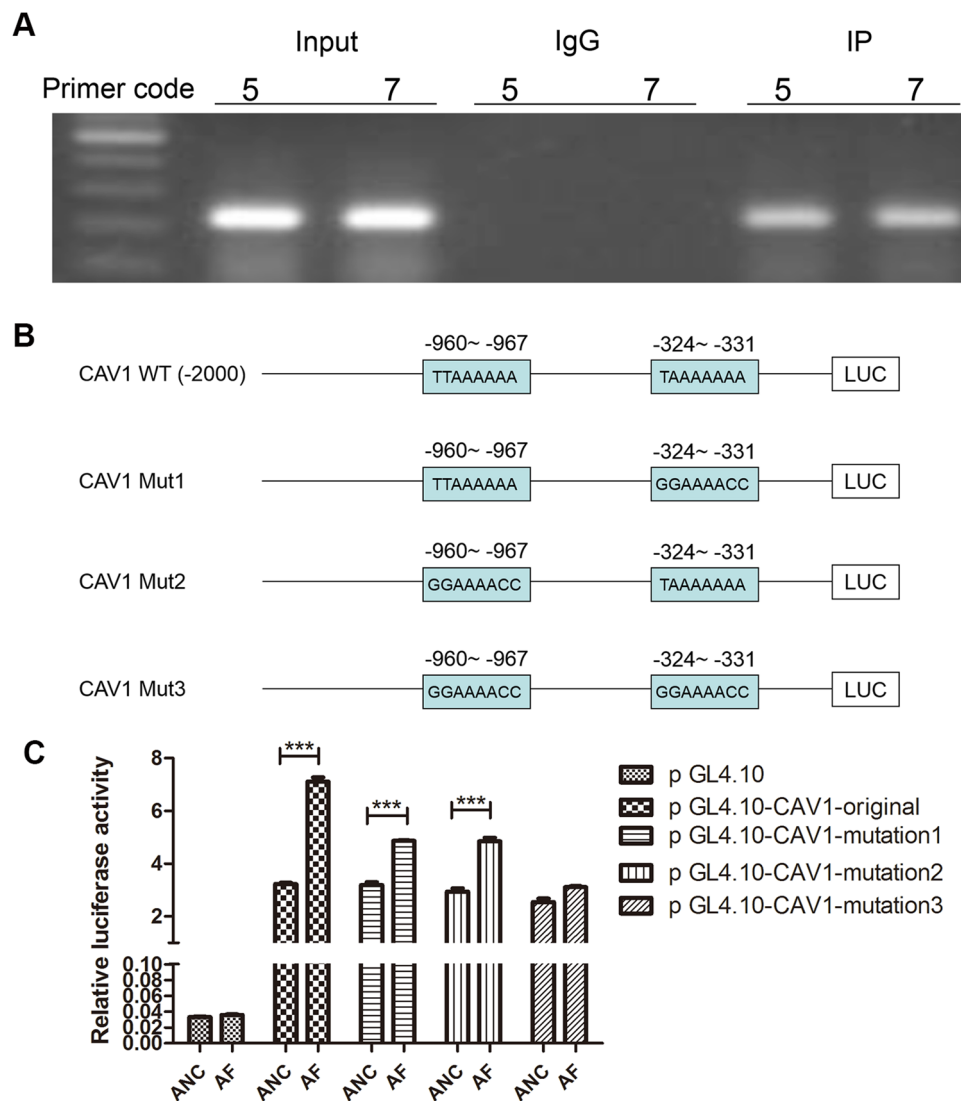 A
Input IgG IP
Primer code 5 7 5 7 5 7
B
-960~ -967 -324~ -331
CAV1 WT (-2000) TTAAAAAA TAAAAAAA LUC
-960~ -967 -324~ -331
CAV1 Mut1 TTAAAAAA GGAAAACC LUC
-960~ -967 -324~ -331
CAV1 Mut2 GGAAAACC TAAAAAAA LUC
-960~ -967 -324~ -331
CAV1 Mut3 GGAAAACC GGAAAACC LUC
C
Relative luciferase activity
8
6
4
2
0.10
0.08
0.06
0.04
0.02
0.00
*** *** ***
ANC AF ANC AF ANC AF ANC AF ANC AF
p GL4.10
p GL4.10-CAV1-original
p GL4.10-CAV1-mutation1
p GL4.10-CAV1-mutation2
p GL4.10-CAV1-mutation3